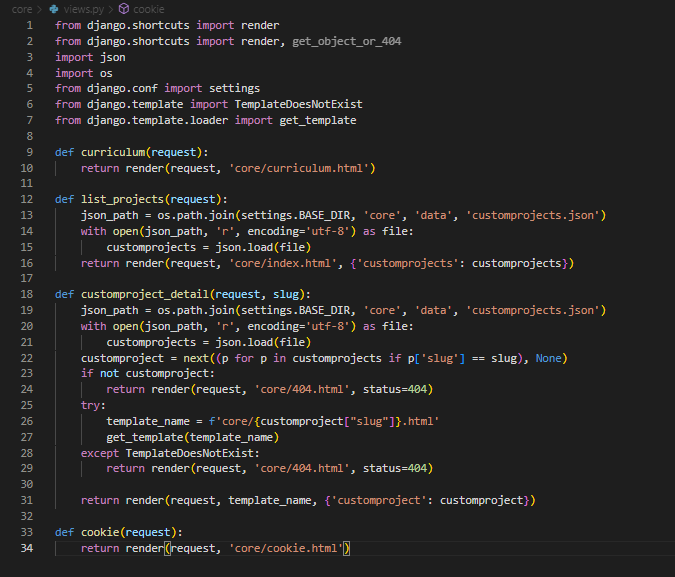 core > views.py > cookie
1 from django.shortcuts import render
2 from django.shortcuts import render, get_object_or_404
3 import json
4 import os
5 from django.conf import settings
6 from django.template import TemplateDoesNotExist
7 from django.template.loader import get_template
8
9 def curriculum(request):
10     return render(request, 'core/curriculum.html')
11
12 def list_projects(request):
13     json_path = os.path.join(settings.BASE_DIR, 'core', 'data', 'customprojects.json')
14     with open(json_path, 'r', encoding='utf-8') as file:
15         customprojects = json.load(file)
16     return render(request, 'core/index.html', {'customprojects': customprojects})
17
18 def customproject_detail(request, slug):
19     json_path = os.path.join(settings.BASE_DIR, 'core', 'data', 'customprojects.json')
20     with open(json_path, 'r', encoding='utf-8') as file:
21         customprojects = json.load(file)
22     customproject = next((p for p in customprojects if p['slug'] == slug), None)
23     if not customproject:
24         return render(request, 'core/404.html', status=404)
25     try:
26         template_name = f'core/{customproject["slug"]}.html'
27         get_template(template_name)
28     except TemplateDoesNotExist:
29         return render(request, 'core/404.html', status=404)
30
31     return render(request, template_name, {'customproject': customproject})
32
33 def cookie(request):
34     return render(request, 'core/cookie.html')